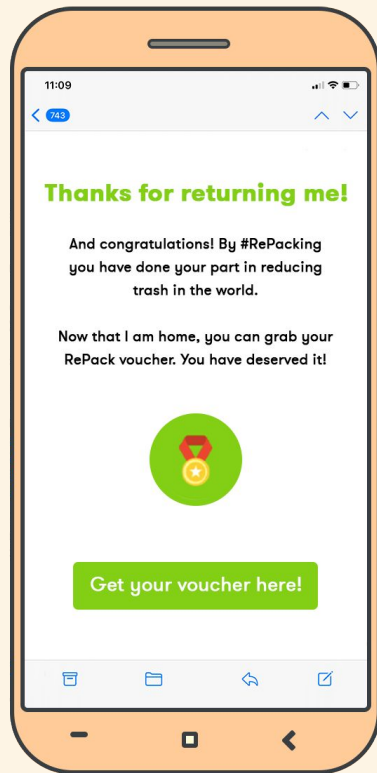 11:09
743
Thanks for returning me!
And congratulations! By #RePacking
you have done your part in reducing
trash in the world.
Now that I am home, you can grab your
RePack voucher. You have deserved it!
Get your voucher here!